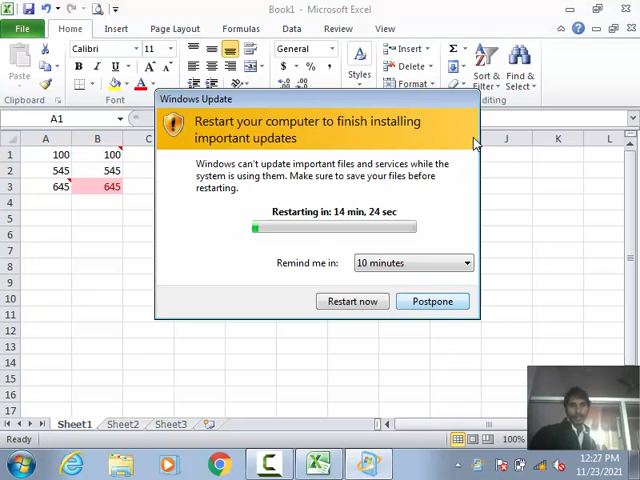 Book1 - Microsoft Excel
File Home Insert Page Layout Formulas Data Review View
Paste
Clipboard
Calibri 11
B I U
General
$ % ,
Styles
Insert
Delete
Format
Σ
Sort & Filter
Find & Select
A1
A B C J K L
1 100 100
2 545 545
3 645 645
4
5
6
7
8
9
10
11
12
13
14
15
16
17
Windows Update
Restart your computer to finish installing
important updates
Windows can't update important files and services while the
system is using them. Make sure to save your files before
restarting.
Restarting in: 14 min, 24 sec
Remind me in: 10 minutes
Restart now Postpone
Sheet1 Sheet2 Sheet3
Ready 100%
12:27 PM
11/23/2021